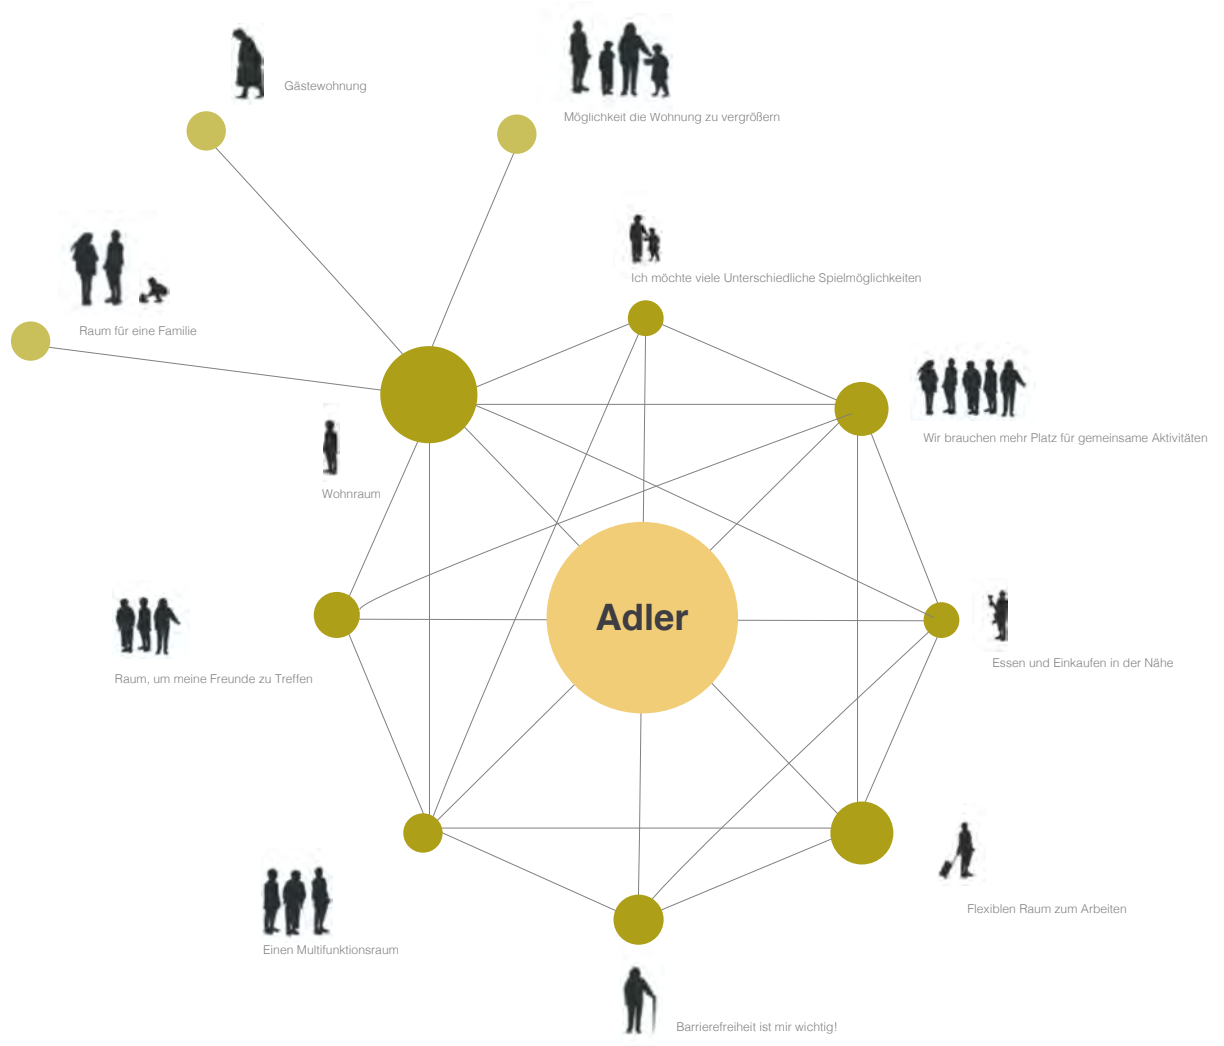 Gästewohnung
Möglichkeit die Wohnung zu vergrößern
Ich möchte viele Unterschiedliche Spielmöglichkeiten
Raum für eine Familie
Wir brauchen mehr Platz für gemeinsame Aktivitäten
Wohnraum
Adler
Essen und Einkaufen in der Nähe
Raum, um meine Freunde zu Treffen
Flexiblen Raum zum Arbeiten
Einen Multifunktionsraum
Barrierefreiheit ist mir wichtig!